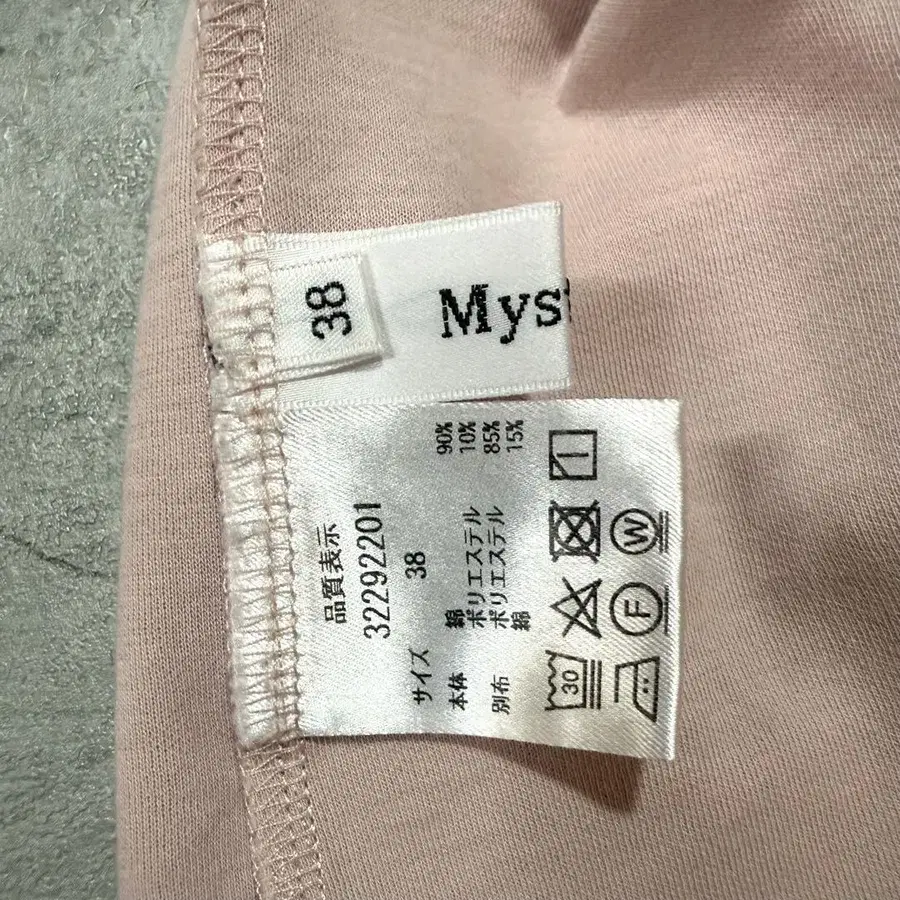 38
Mys
品質表示
32292201
サイズ 38
本体 綿 90%
ポリエステル 10%
別布 ポリエステル 85%
綿 15%
30
F W